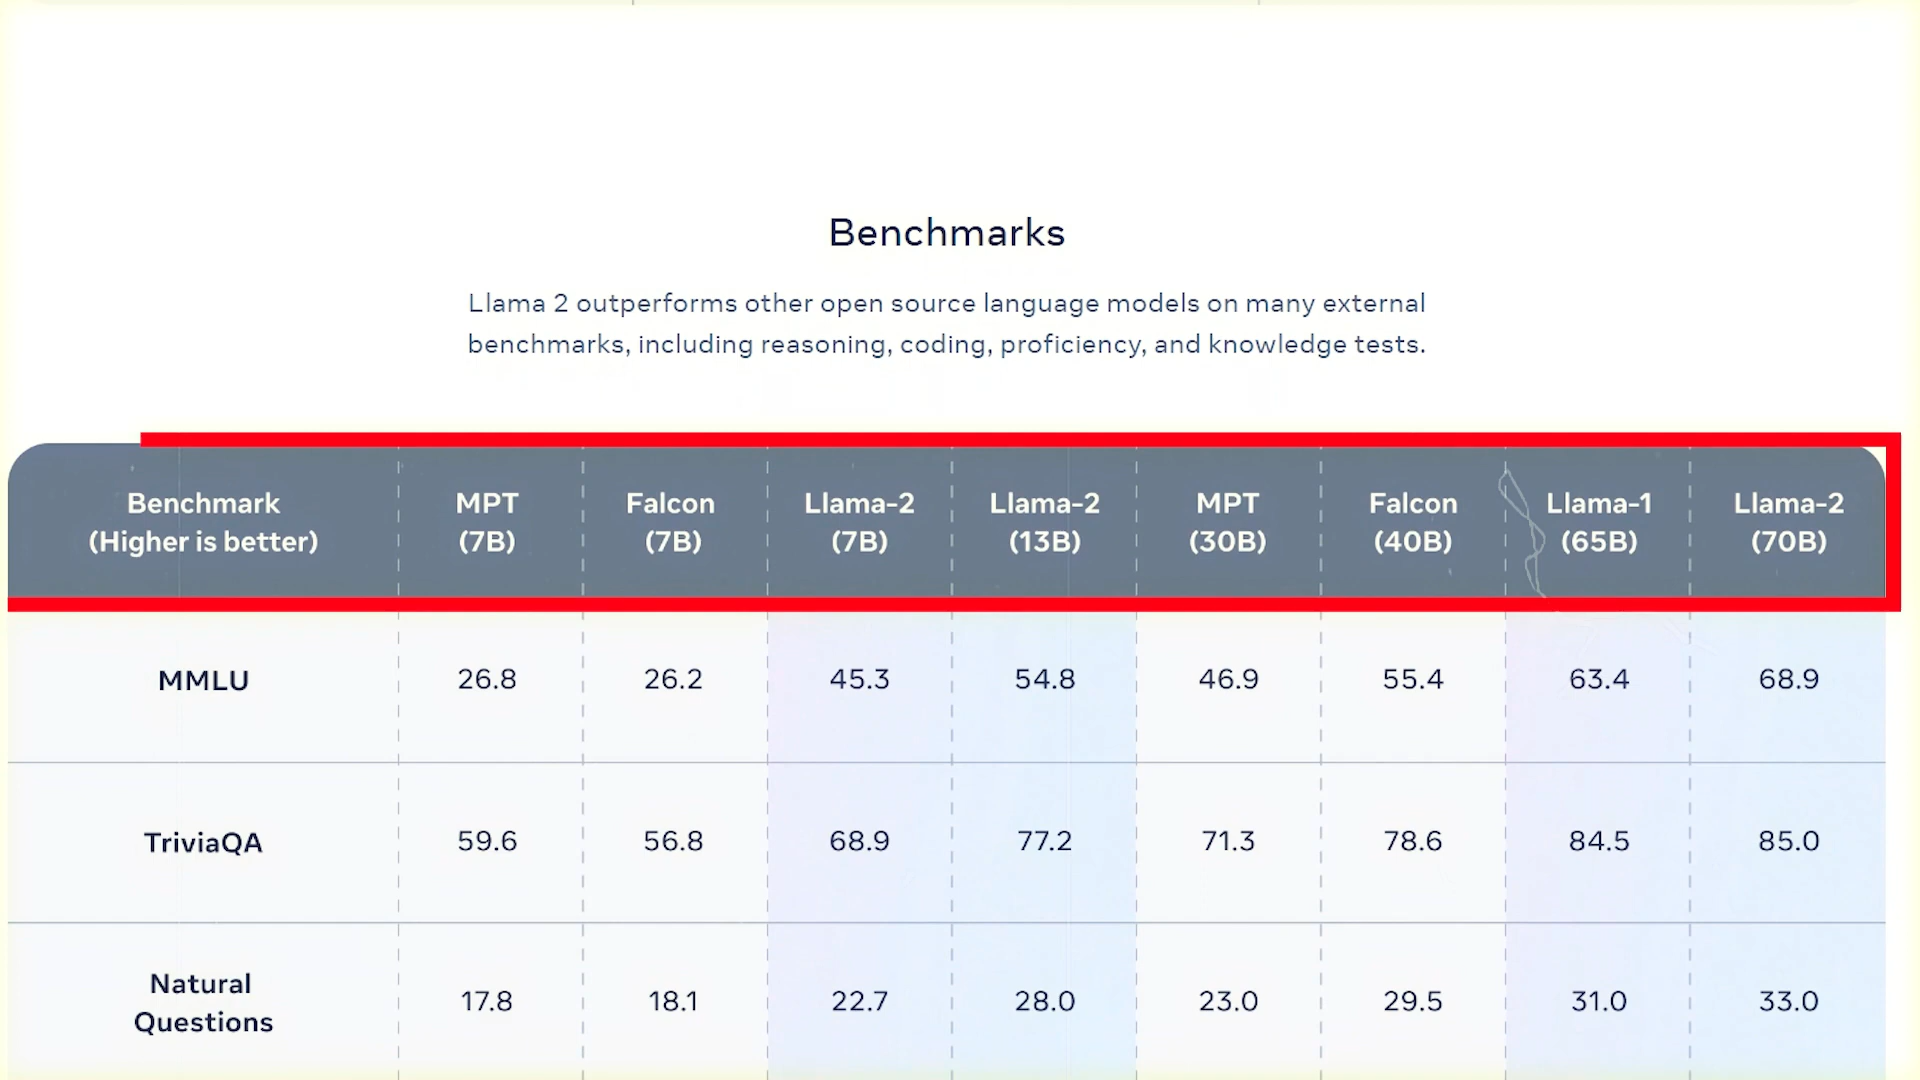 Benchmarks
Llama 2 outperforms other open source language models on many external
benchmarks, including reasoning, coding, proficiency, and knowledge tests.
Benchmark (Higher is better) MPT (7B) Falcon (7B) Llama-2 (7B) Llama-2 (13B) MPT (30B) Falcon (40B) Llama-1 (65B) Llama-2 (70B)
MMLU 26.8 26.2 45.3 54.8 46.9 55.4 63.4 68.9
TriviaQA 59.6 56.8 68.9 77.2 71.3 78.6 84.5 85.0
Natural Questions 17.8 18.1 22.7 28.0 23.0 29.5 31.0 33.0